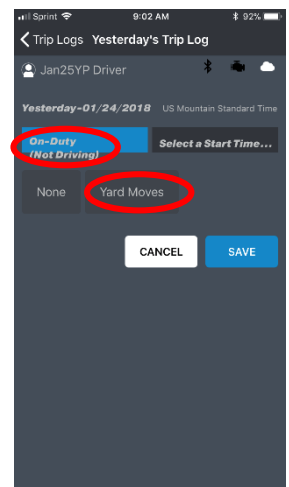 Sprint 9:02 AM 92%
Trip Logs Yesterday's Trip Log
Jan25YP Driver
Yesterday-01/24/2018 US Mountain Standard Time
On-Duty Select a Start Time...
(Not Driving)
None Yard Moves
CANCEL SAVE